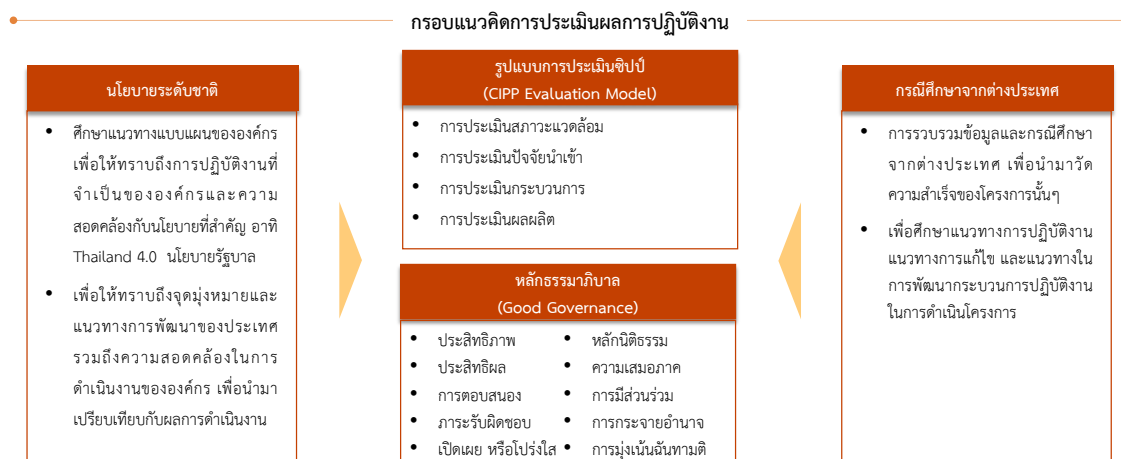 กรอบแนวคิดการประเมินผลการปฏิบัติงาน
นโยบายระดับชาติ
• ศึกษาแนวทางแบบแผนขององค์กร
เพื่อให้ทราบถึงการปฏิบัติงานที่
จำเป็นขององค์กรและความ
สอดคล้องกับนโยบายที่สำคัญ อาทิ
Thailand 4.0 นโยบายรัฐบาล
• เพื่อให้ทราบถึงจุดมุ่งหมายและ
แนวทางการพัฒนาของประเทศ
รวมถึงความสอดคล้องในการ
ดำเนินงานขององค์กร เพื่อนำมา
เปรียบเทียบกับผลการดำเนินงาน
รูปแบบการประเมินซิปป์
(CIPP Evaluation Model)
• การประเมินสภาวะแวดล้อม
• การประเมินปัจจัยนำเข้า
• การประเมินกระบวนการ
• การประเมินผลผลิต
หลักธรรมาภิบาล
(Good Governance)
• ประสิทธิภาพ
• ประสิทธิผล
• การตอบสนอง
• ภาระรับผิดชอบ
• เปิดเผย หรือโปร่งใส
• หลักนิติธรรม
• ความเสมอภาค
• การมีส่วนร่วม
• การกระจายอำนาจ
• การมุ่งเน้นฉันทามติ
กรณีศึกษาจากต่างประเทศ
• การรวบรวมข้อมูลและกรณีศึกษา
จากต่างประเทศ เพื่อนำมาวัด
ความสำเร็จของโครงการนั้นๆ
• เพื่อศึกษาแนวทางการปฏิบัติงาน
แนวทางการแก้ไข และแนวทางใน
การพัฒนากระบวนการปฏิบัติงาน
ในการดำเนินโครงการ